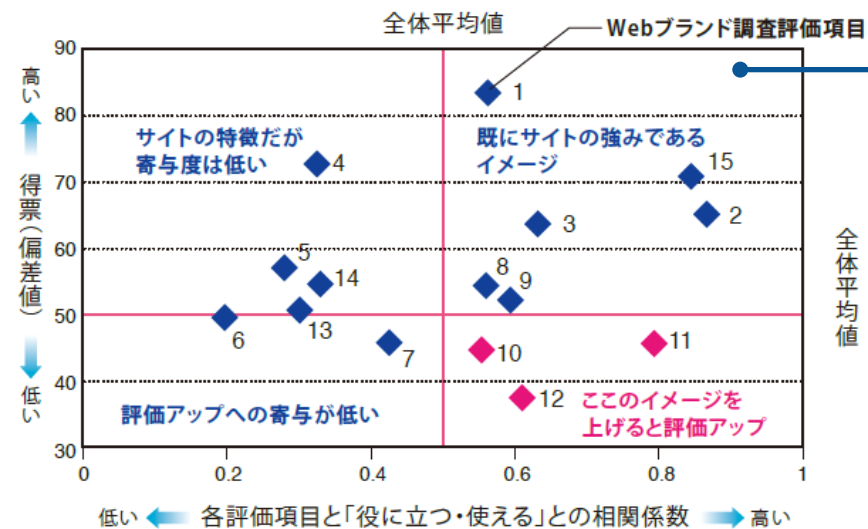 全体平均値
Webブランド調査評価項目
90
80
70
60
50
40
30
高い
得票(偏差値)
低い
サイトの特徴だが
寄与度は低い
既にサイトの強みである
イメージ
1
4
15
2
3
5
14
8
9
6
13
7
10
11
12
評価アップへの寄与が低い
ここのイメージを
上げると評価アップ
全体平均値
0
0.2
0.4
0.6
0.8
1
低い 各評価項目と「役に立つ・使える」との相関係数 高い